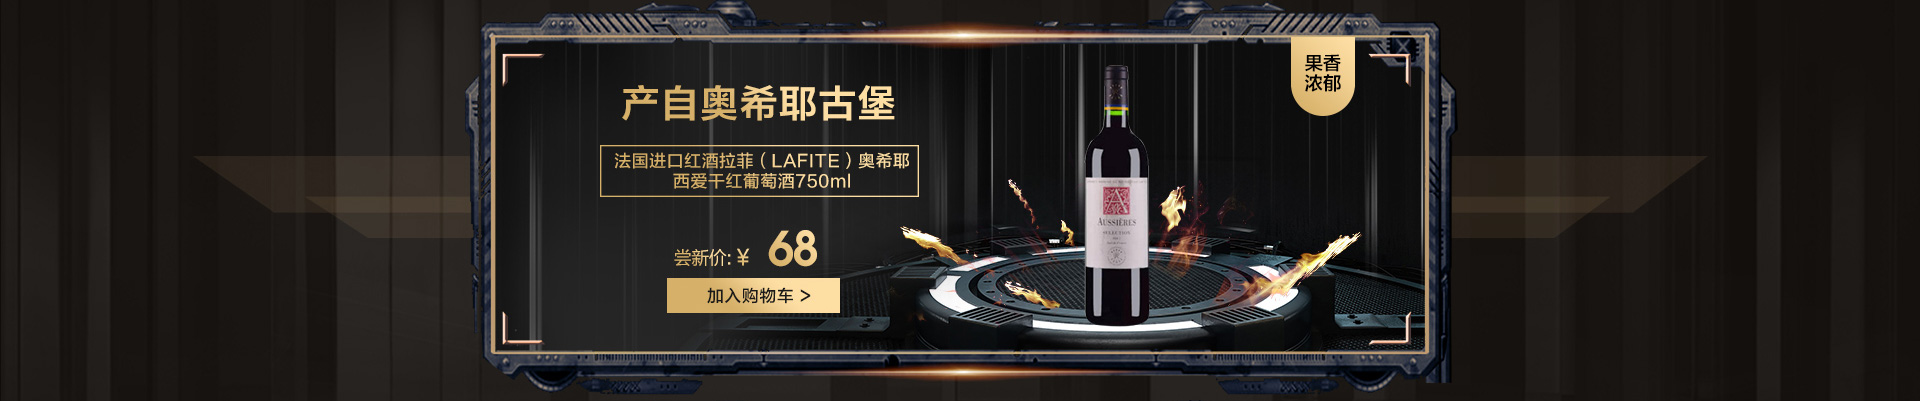 产自奥希耶古堡
法国进口红酒拉菲（LAFITE）奥希耶
西爱干红葡萄酒750ml
尝新价:¥ 68
加入购物车 >
果香
浓郁
A
AUSSIÈRES
SELECTION